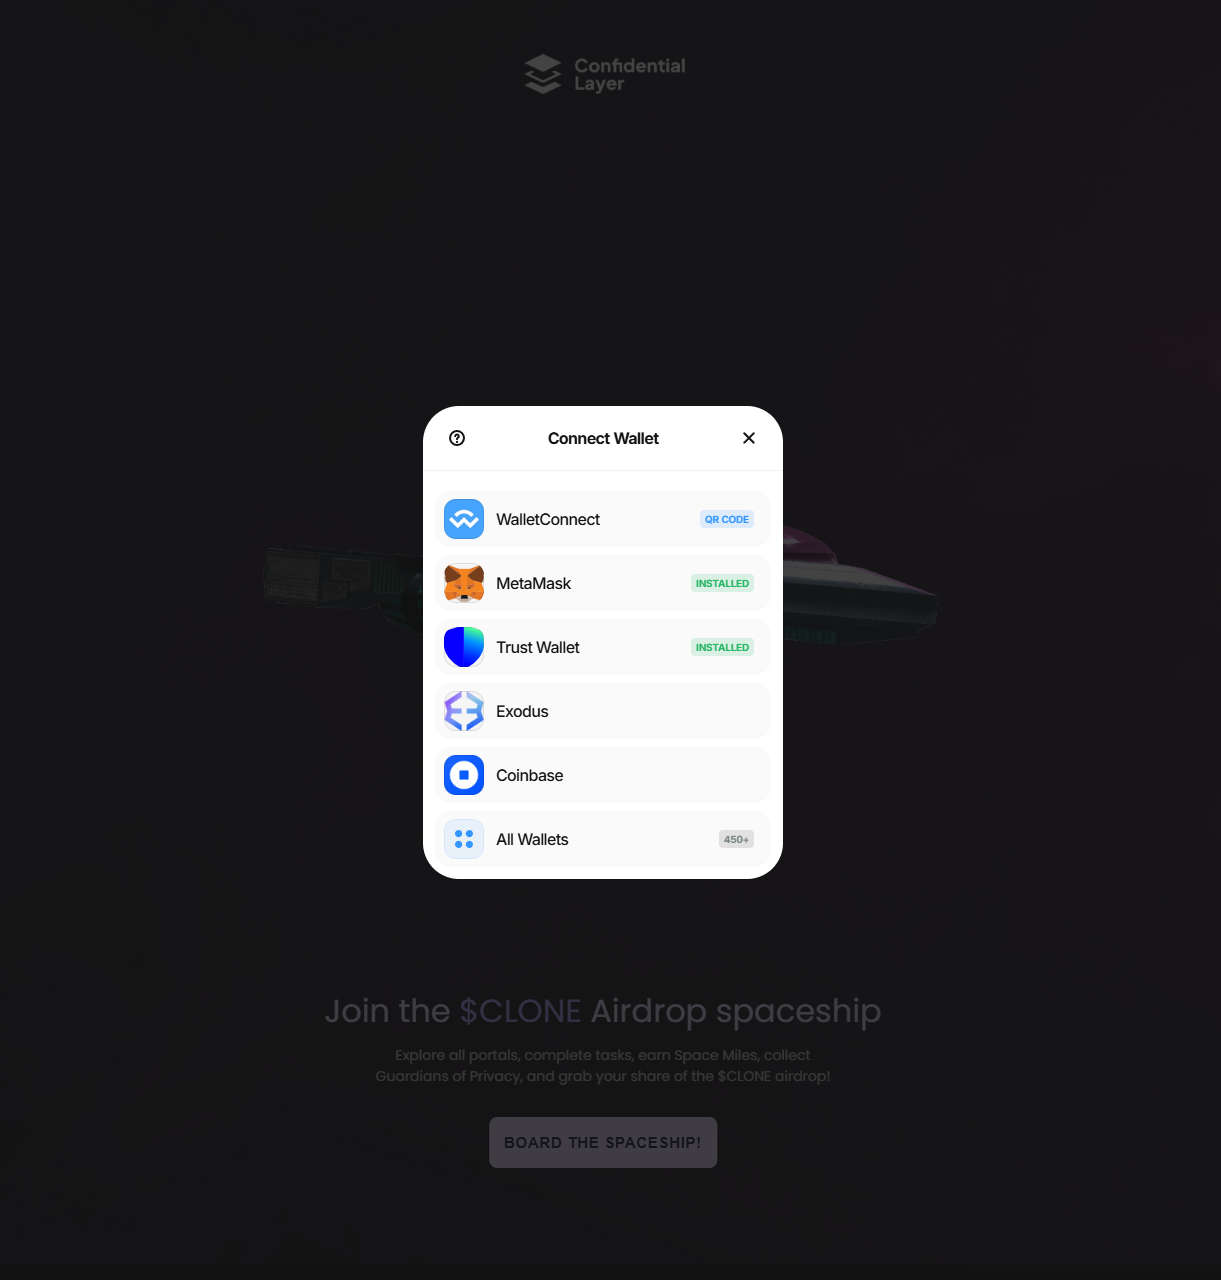 Confidential
Layer
Connect Wallet
WalletConnect
QR CODE
MetaMask
INSTALLED
Trust Wallet
INSTALLED
Exodus
Coinbase
All Wallets
450+
Join the $CLONE Airdrop spaceship
Explore all portals, complete tasks, earn Space Miles, collect
Guardians of Privacy, and grab your share of the $CLONE airdrop!
BOARD THE SPACESHIP!